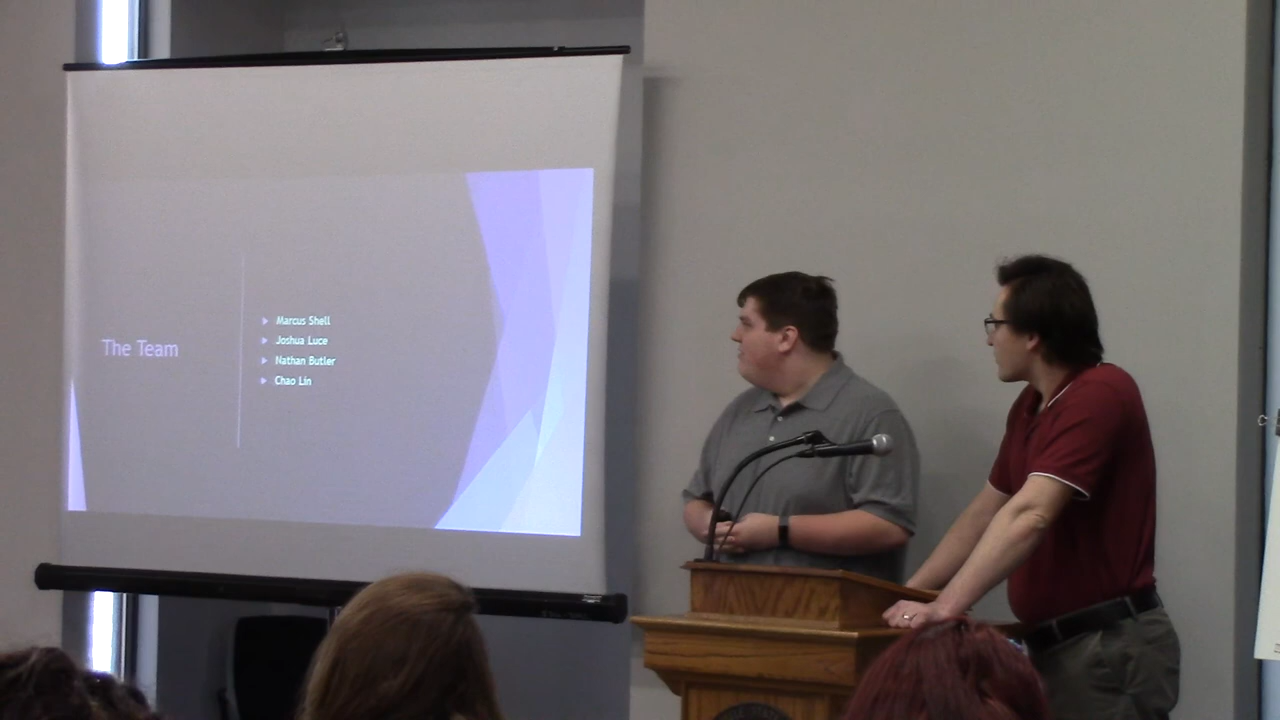 The Team
Marcus Shell
Joshua Luce
Nathan Butler
Chao Lin